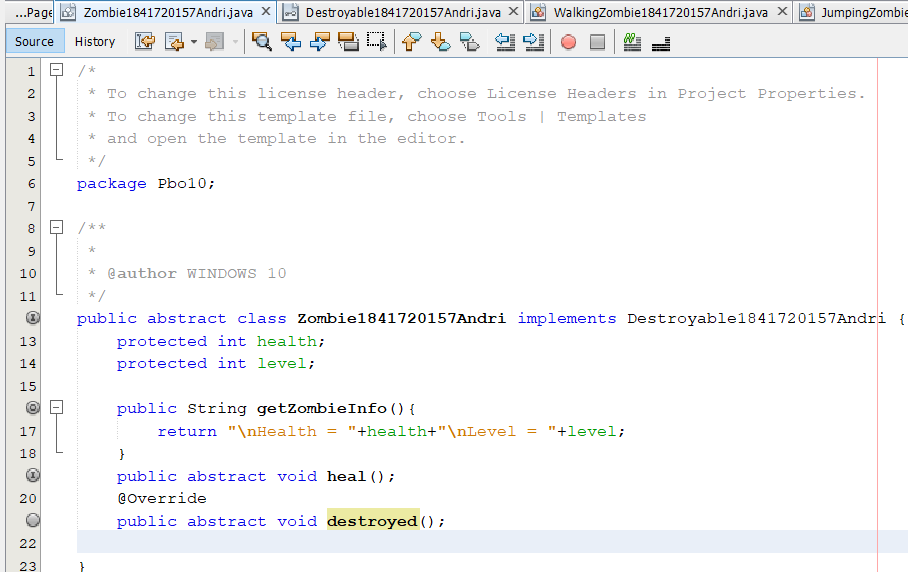 ...Page Zombie1841720157Andri.java Destroyable1841720157Andri.java WalkingZombie1841720157Andri.java JumpingZombie
Source History
1 /*
2  * To change this license header, choose License Headers in Project Properties.
3  * To change this template file, choose Tools | Templates
4  * and open the template in the editor.
5  */
6 package Pbo10;
7
8 /**
9  *
10  * @author WINDOWS 10
11  */
public abstract class Zombie1841720157Andri implements Destroyable1841720157Andri {
13     protected int health;
14     protected int level;
15
    public String getZombieInfo(){
17         return "\nHealth = "+health+"\nLevel = "+level;
18     }
    public abstract void heal();
20     @Override
    public abstract void destroyed();
22
23 }